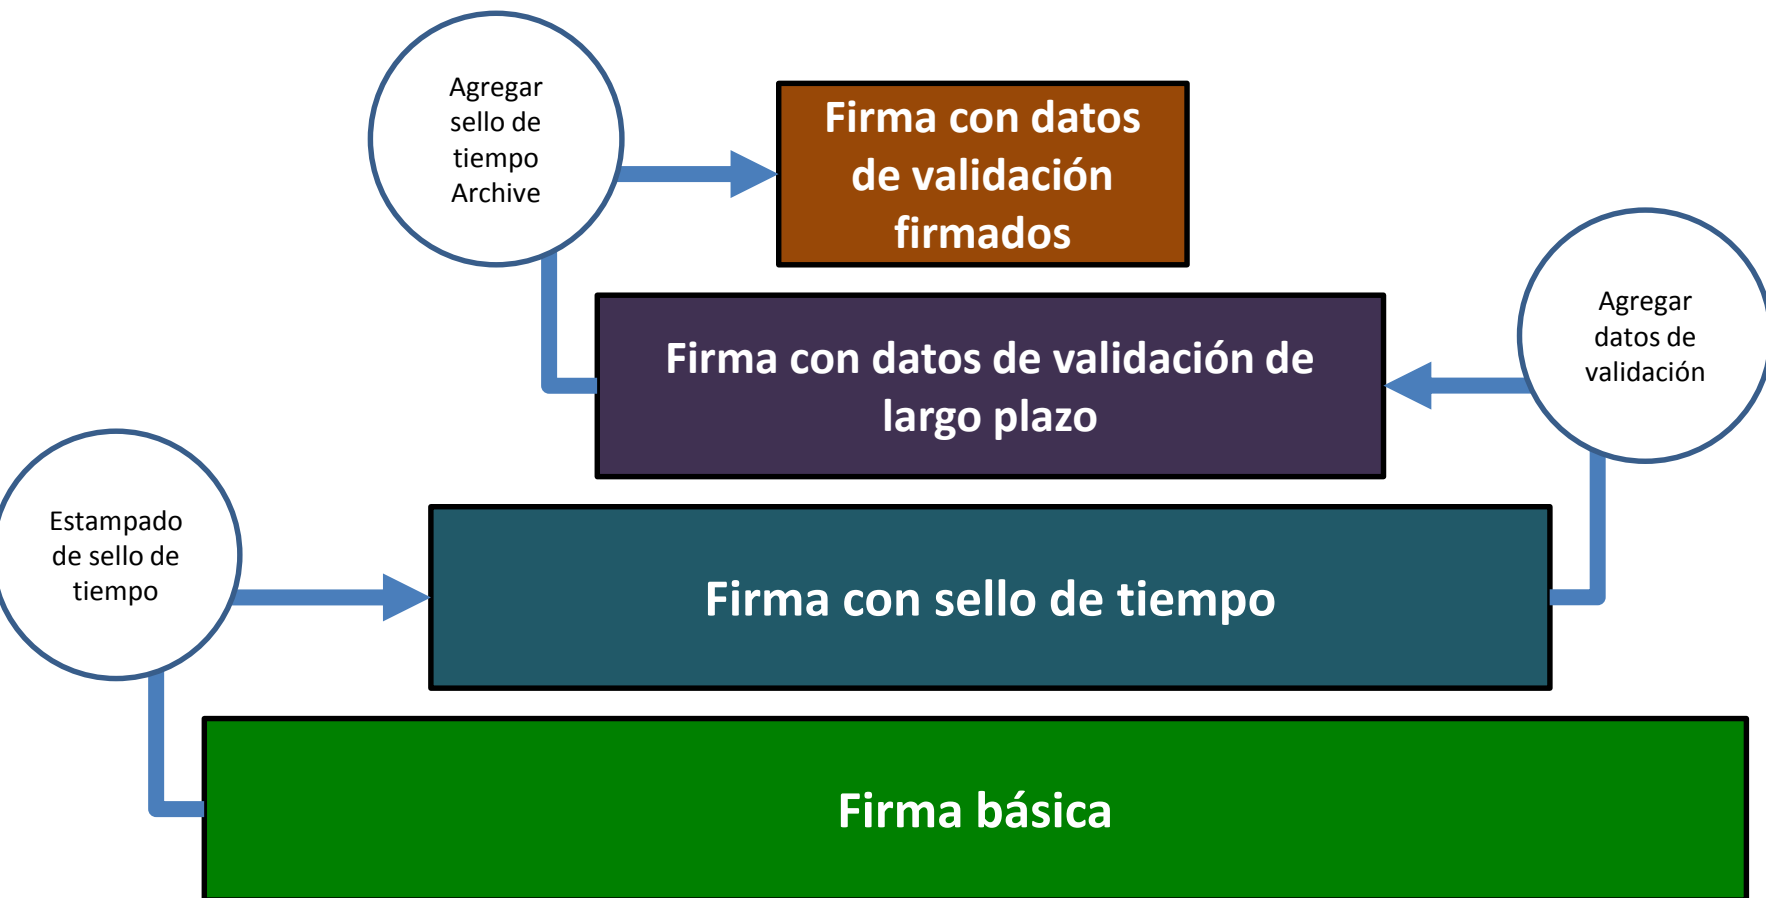 Agregar
sello de
tiempo
Archive
Firma con datos
de validación
firmados
Firma con datos de validación de
largo plazo
Agregar
datos de
validación
Estampado
de sello de
tiempo
Firma con sello de tiempo
Firma básica